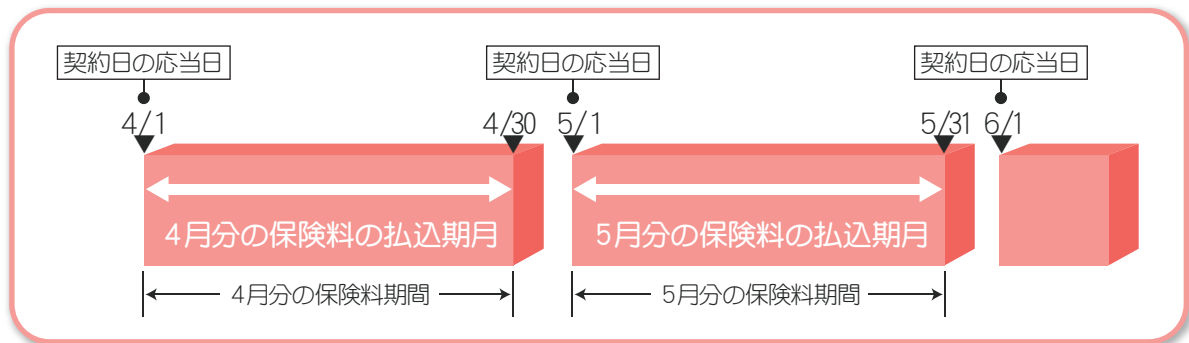 契約日の応当日 契約日の応当日 契約日の応当日
4/1 4/30 5/1 5/31 6/1
4月分の保険料の払込期月 5月分の保険料の払込期月
4月分の保険料期間 5月分の保険料期間